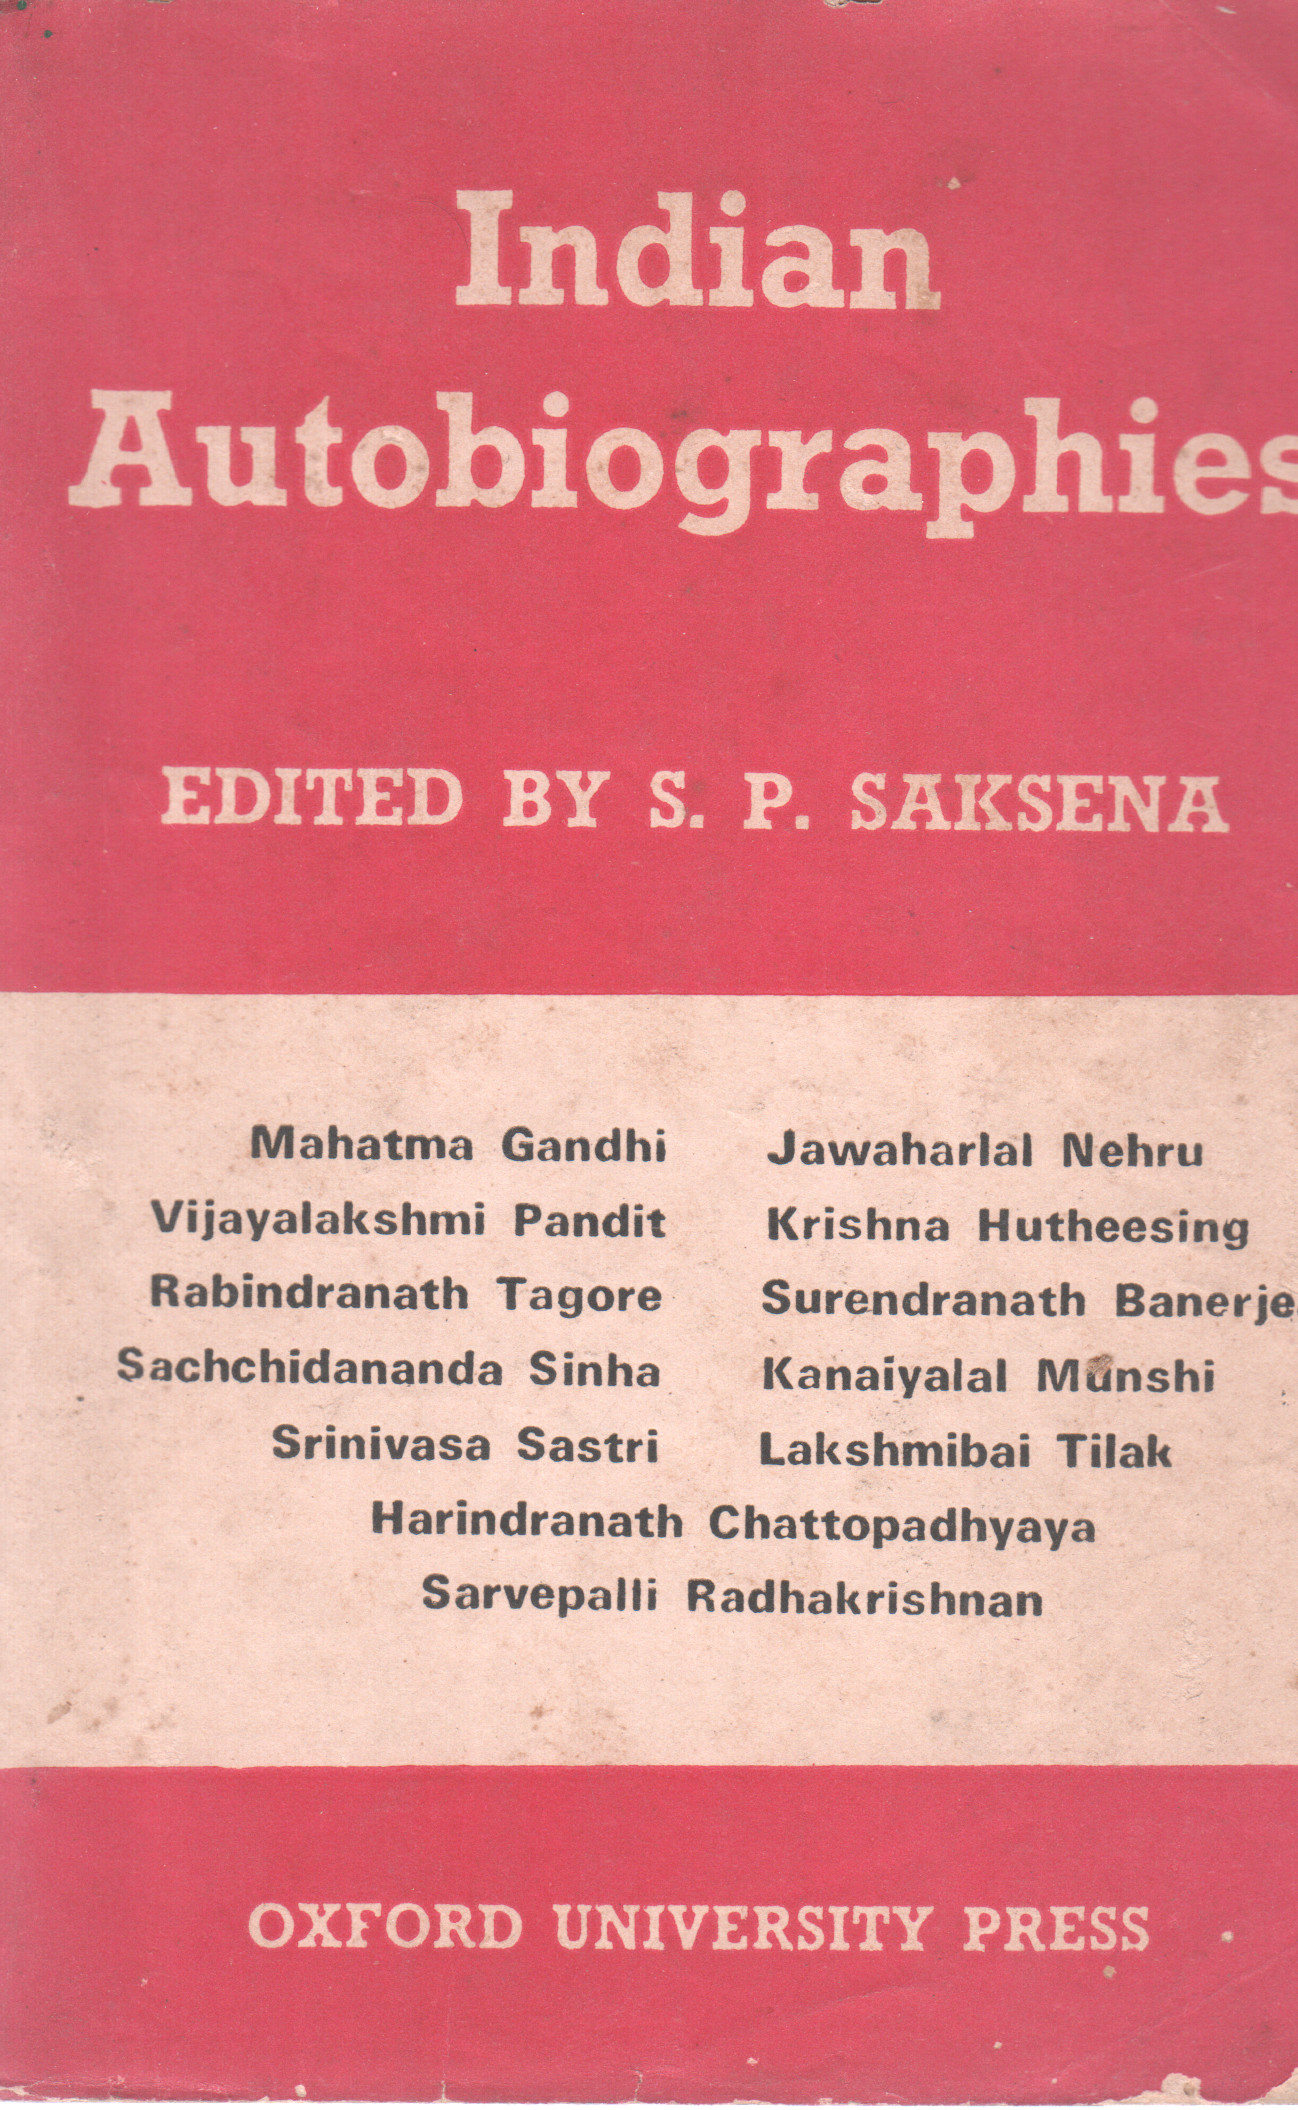 Indian
Autobiographies
EDITED BY S. P. SAKSENA
Mahatma Gandhi Jawaharlal Nehru
Vijayalakshmi Pandit Krishna Hutheesing
Rabindranath Tagore Surendranath Banerje
Sachchidananda Sinha Kanaiyalal Munshi
Srinivasa Sastri Lakshmibai Tilak
Harindranath Chattopadhyaya
Sarvepalli Radhakrishnan
OXFORD UNIVERSITY PRESS